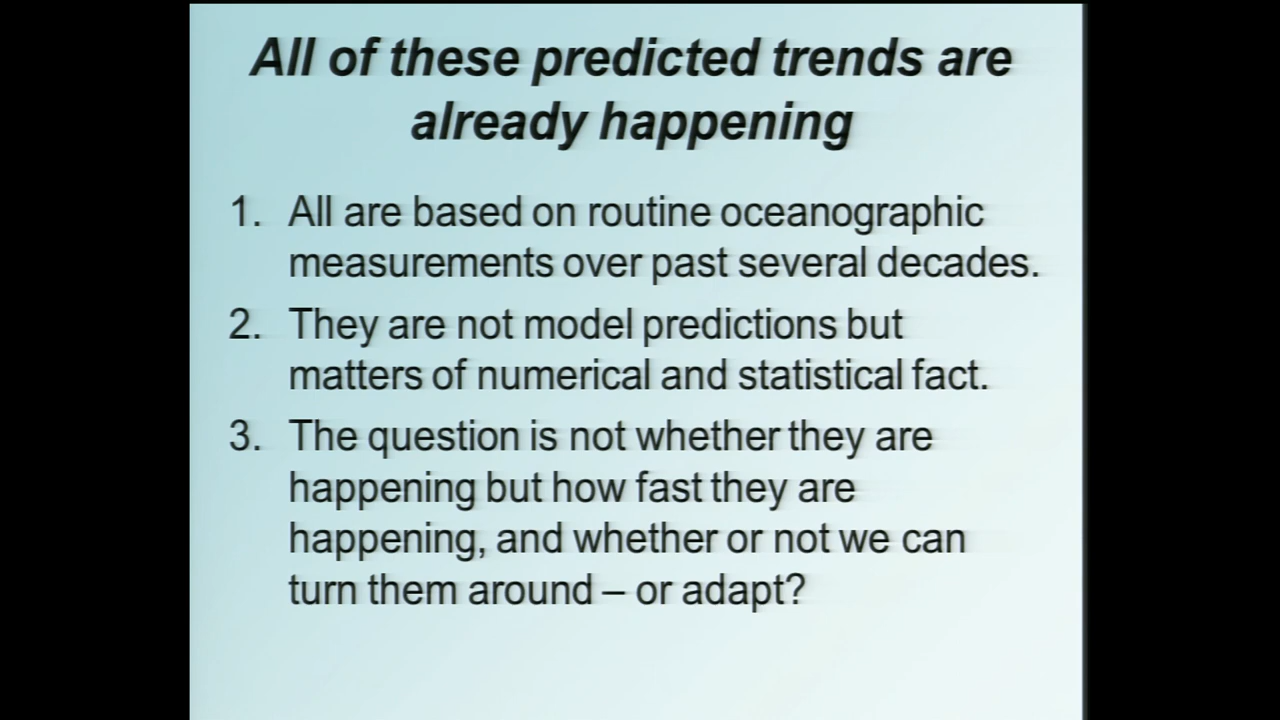 All of these predicted trends are
already happening
1. All are based on routine oceanographic
measurements over past several decades.
2. They are not model predictions but
matters of numerical and statistical fact.
3. The question is not whether they are
happening but how fast they are
happening, and whether or not we can
turn them around – or adapt?